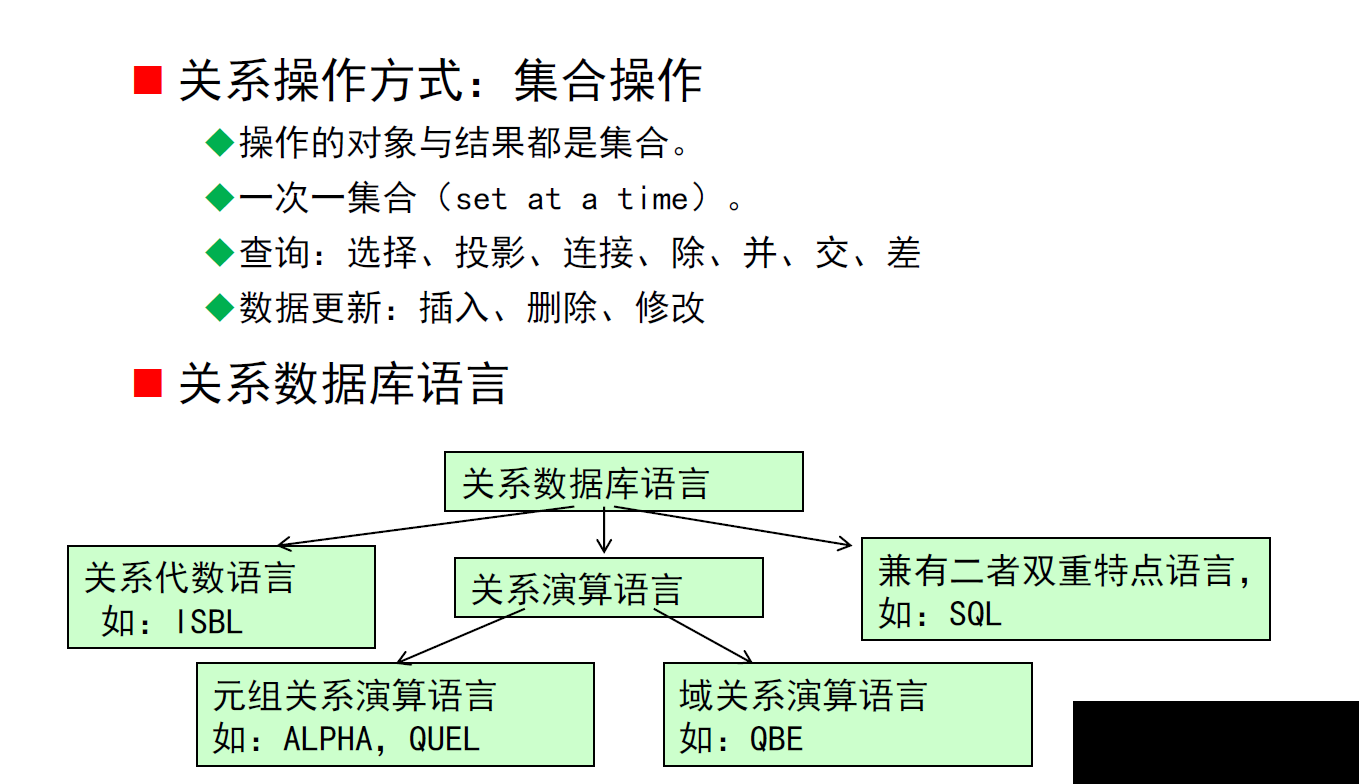 关系操作方式：集合操作
操作的对象与结果都是集合。
一次一集合（set at a time）。
查询：选择、投影、连接、除、并、交、差
数据更新：插入、删除、修改
关系数据库语言
关系数据库语言
关系代数语言
如：ISBL
关系演算语言
兼有二者双重特点语言，
如：SQL
元组关系演算语言
如：ALPHA，QUEL
域关系演算语言
如：QBE